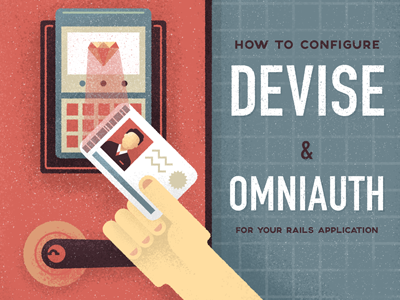 HOW TO CONFIGURE
DEVISE
&
OMNIAUTH
FOR YOUR RAILS APPLICATION